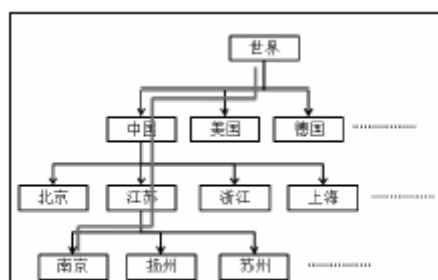 世界
中国 美国 德国
北京 江苏 浙江 上海
南京 扬州 苏州